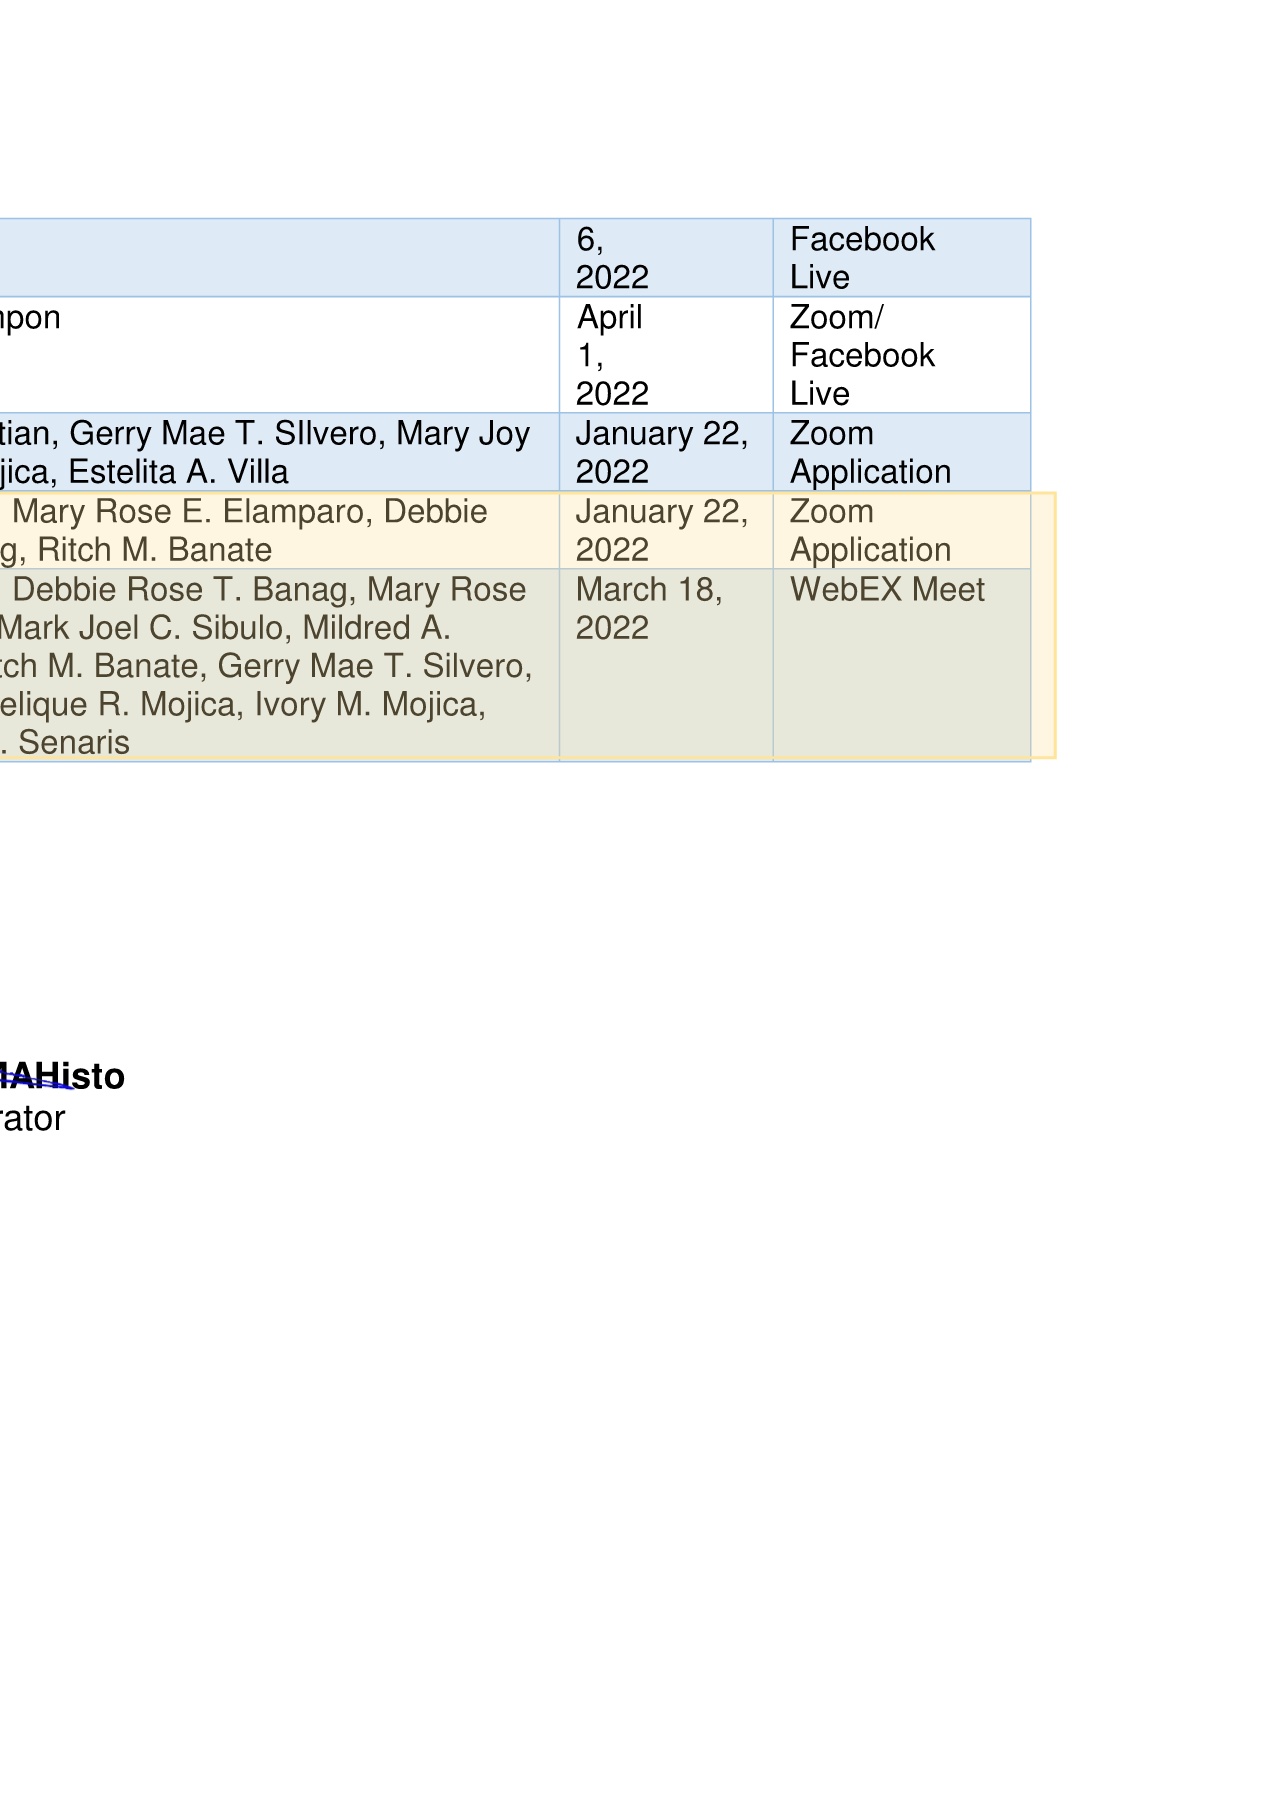 6, Facebook
2022 Live
npon April Zoom/
1, Facebook
2022 Live
tian, Gerry Mae T. SIlvero, Mary Joy January 22, Zoom
jica, Estelita A. Villa 2022 Application
Mary Rose E. Elamparo, Debbie January 22, Zoom
g, Ritch M. Banate 2022 Application
Debbie Rose T. Banag, Mary Rose March 18, WebEX Meet
Mark Joel C. Sibulo, Mildred A. 2022
tch M. Banate, Gerry Mae T. Silvero,
elique R. Mojica, Ivory M. Mojica,
. Senaris
MAHisto
rator